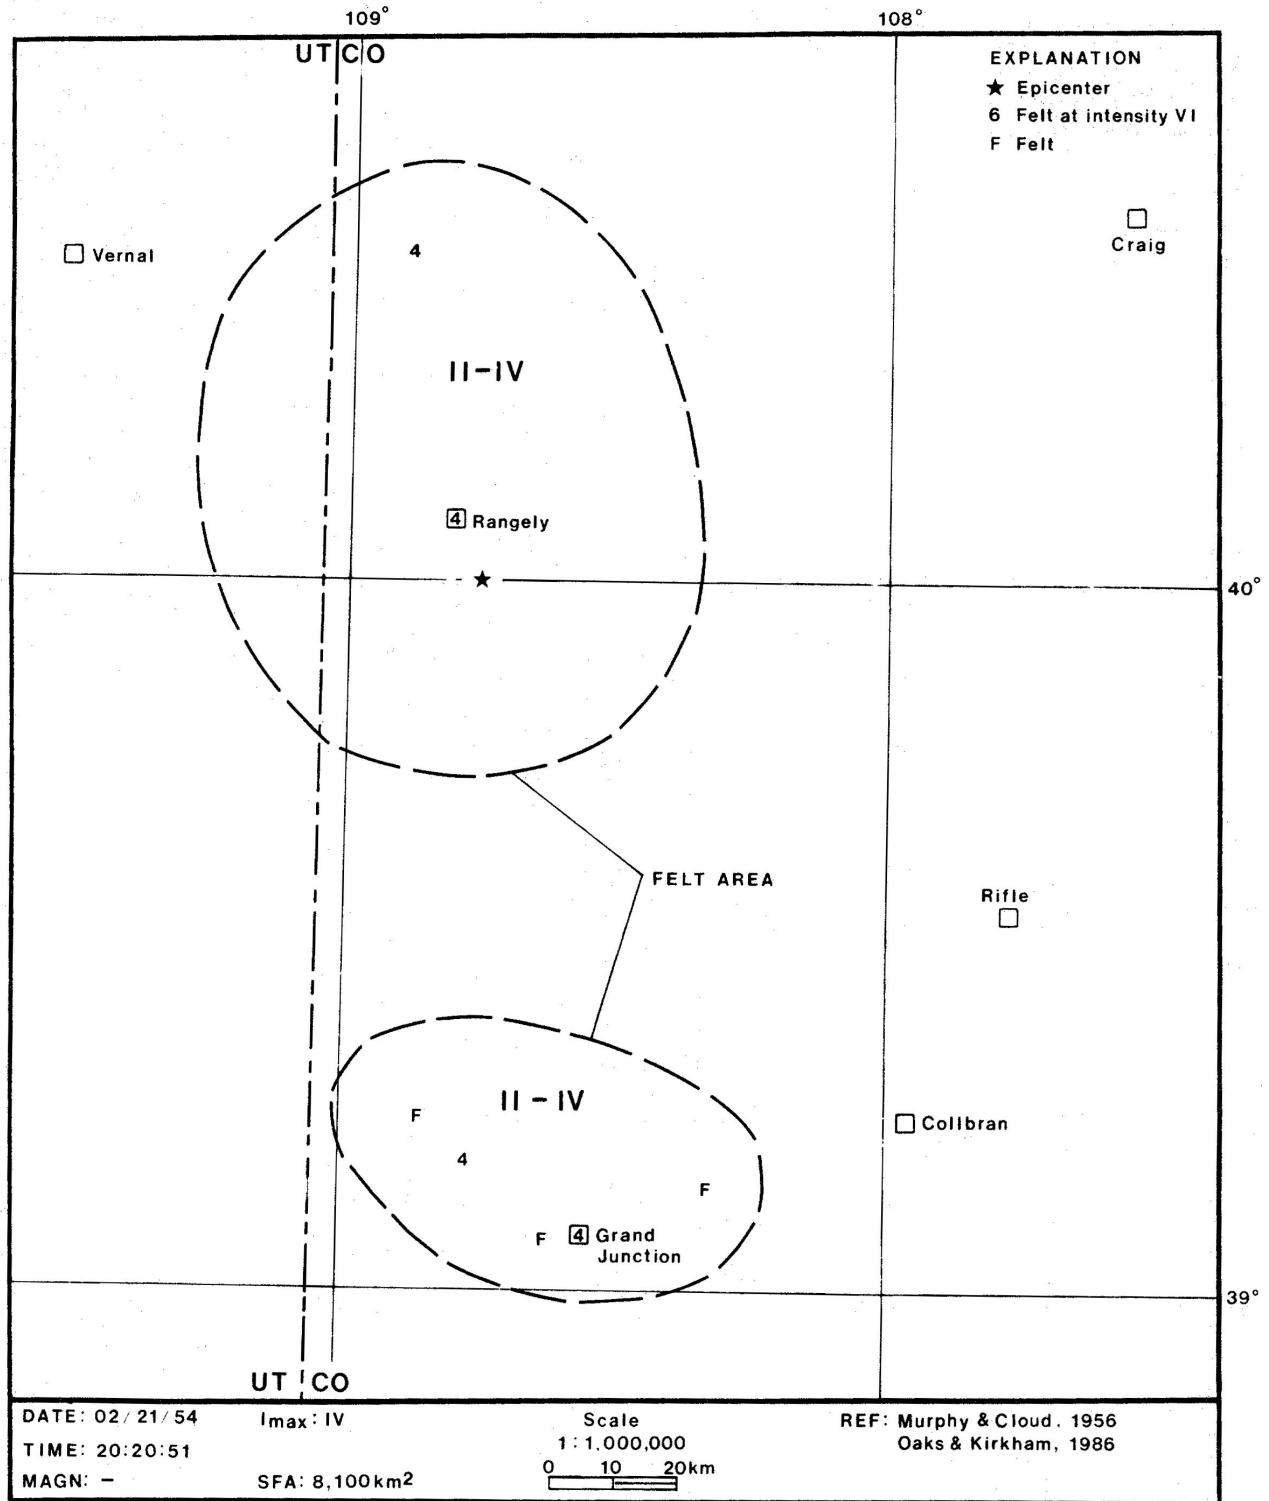 109°
108°
UT CO
EXPLANATION
★ Epicenter
6 Felt at intensity VI
F Felt
Vernal
4
Craig
II-IV
4 Rangely
40°
FELT AREA
Rifle
II - IV
F
Collbran
4
F
F
4 Grand
Junction
39°
UT CO
DATE: 02/21/54
Imax: IV
Scale
REF: Murphy & Cloud. 1956
1:1,000,000
Oaks & Kirkham, 1986
TIME: 20:20:51
0 10 20km
MAGN: -
SFA: 8,100km²